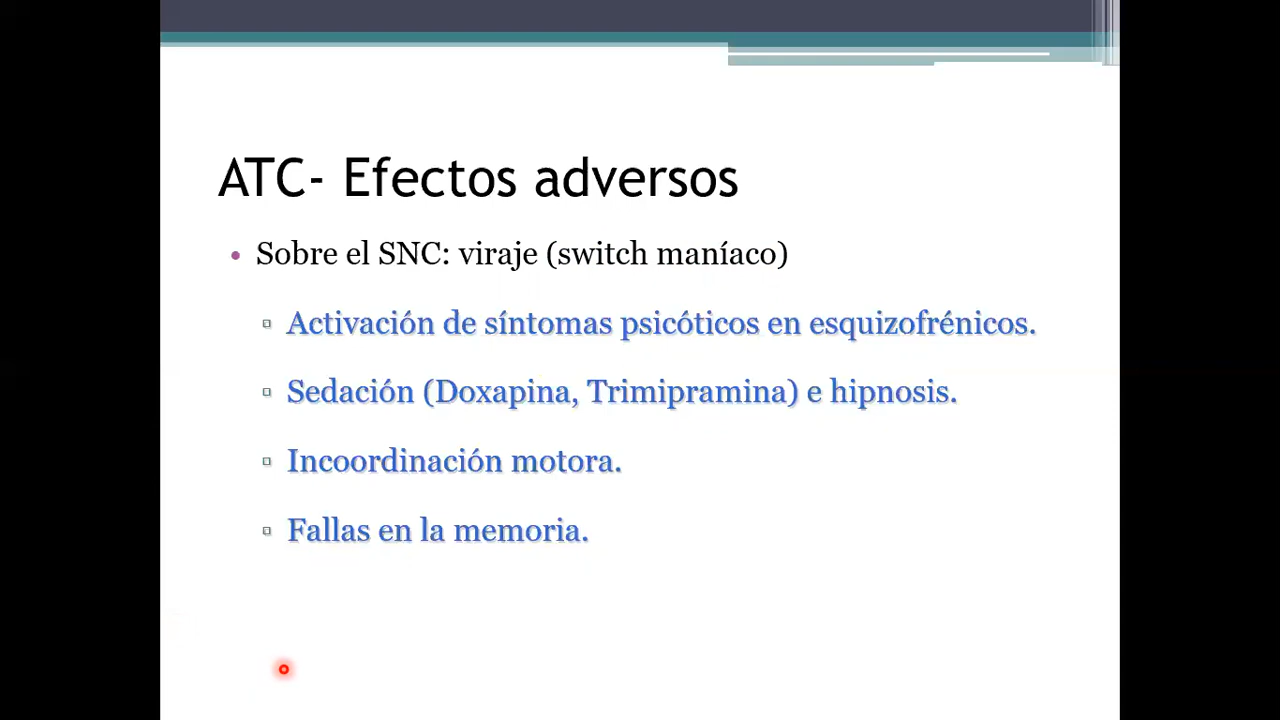 ATC- Efectos adversos
Sobre el SNC: viraje (switch maníaco)
Activación de síntomas psicóticos en esquizofrénicos.
Sedación (Doxapina, Trimipramina) e hipnosis.
Incoordinación motora.
Fallas en la memoria.